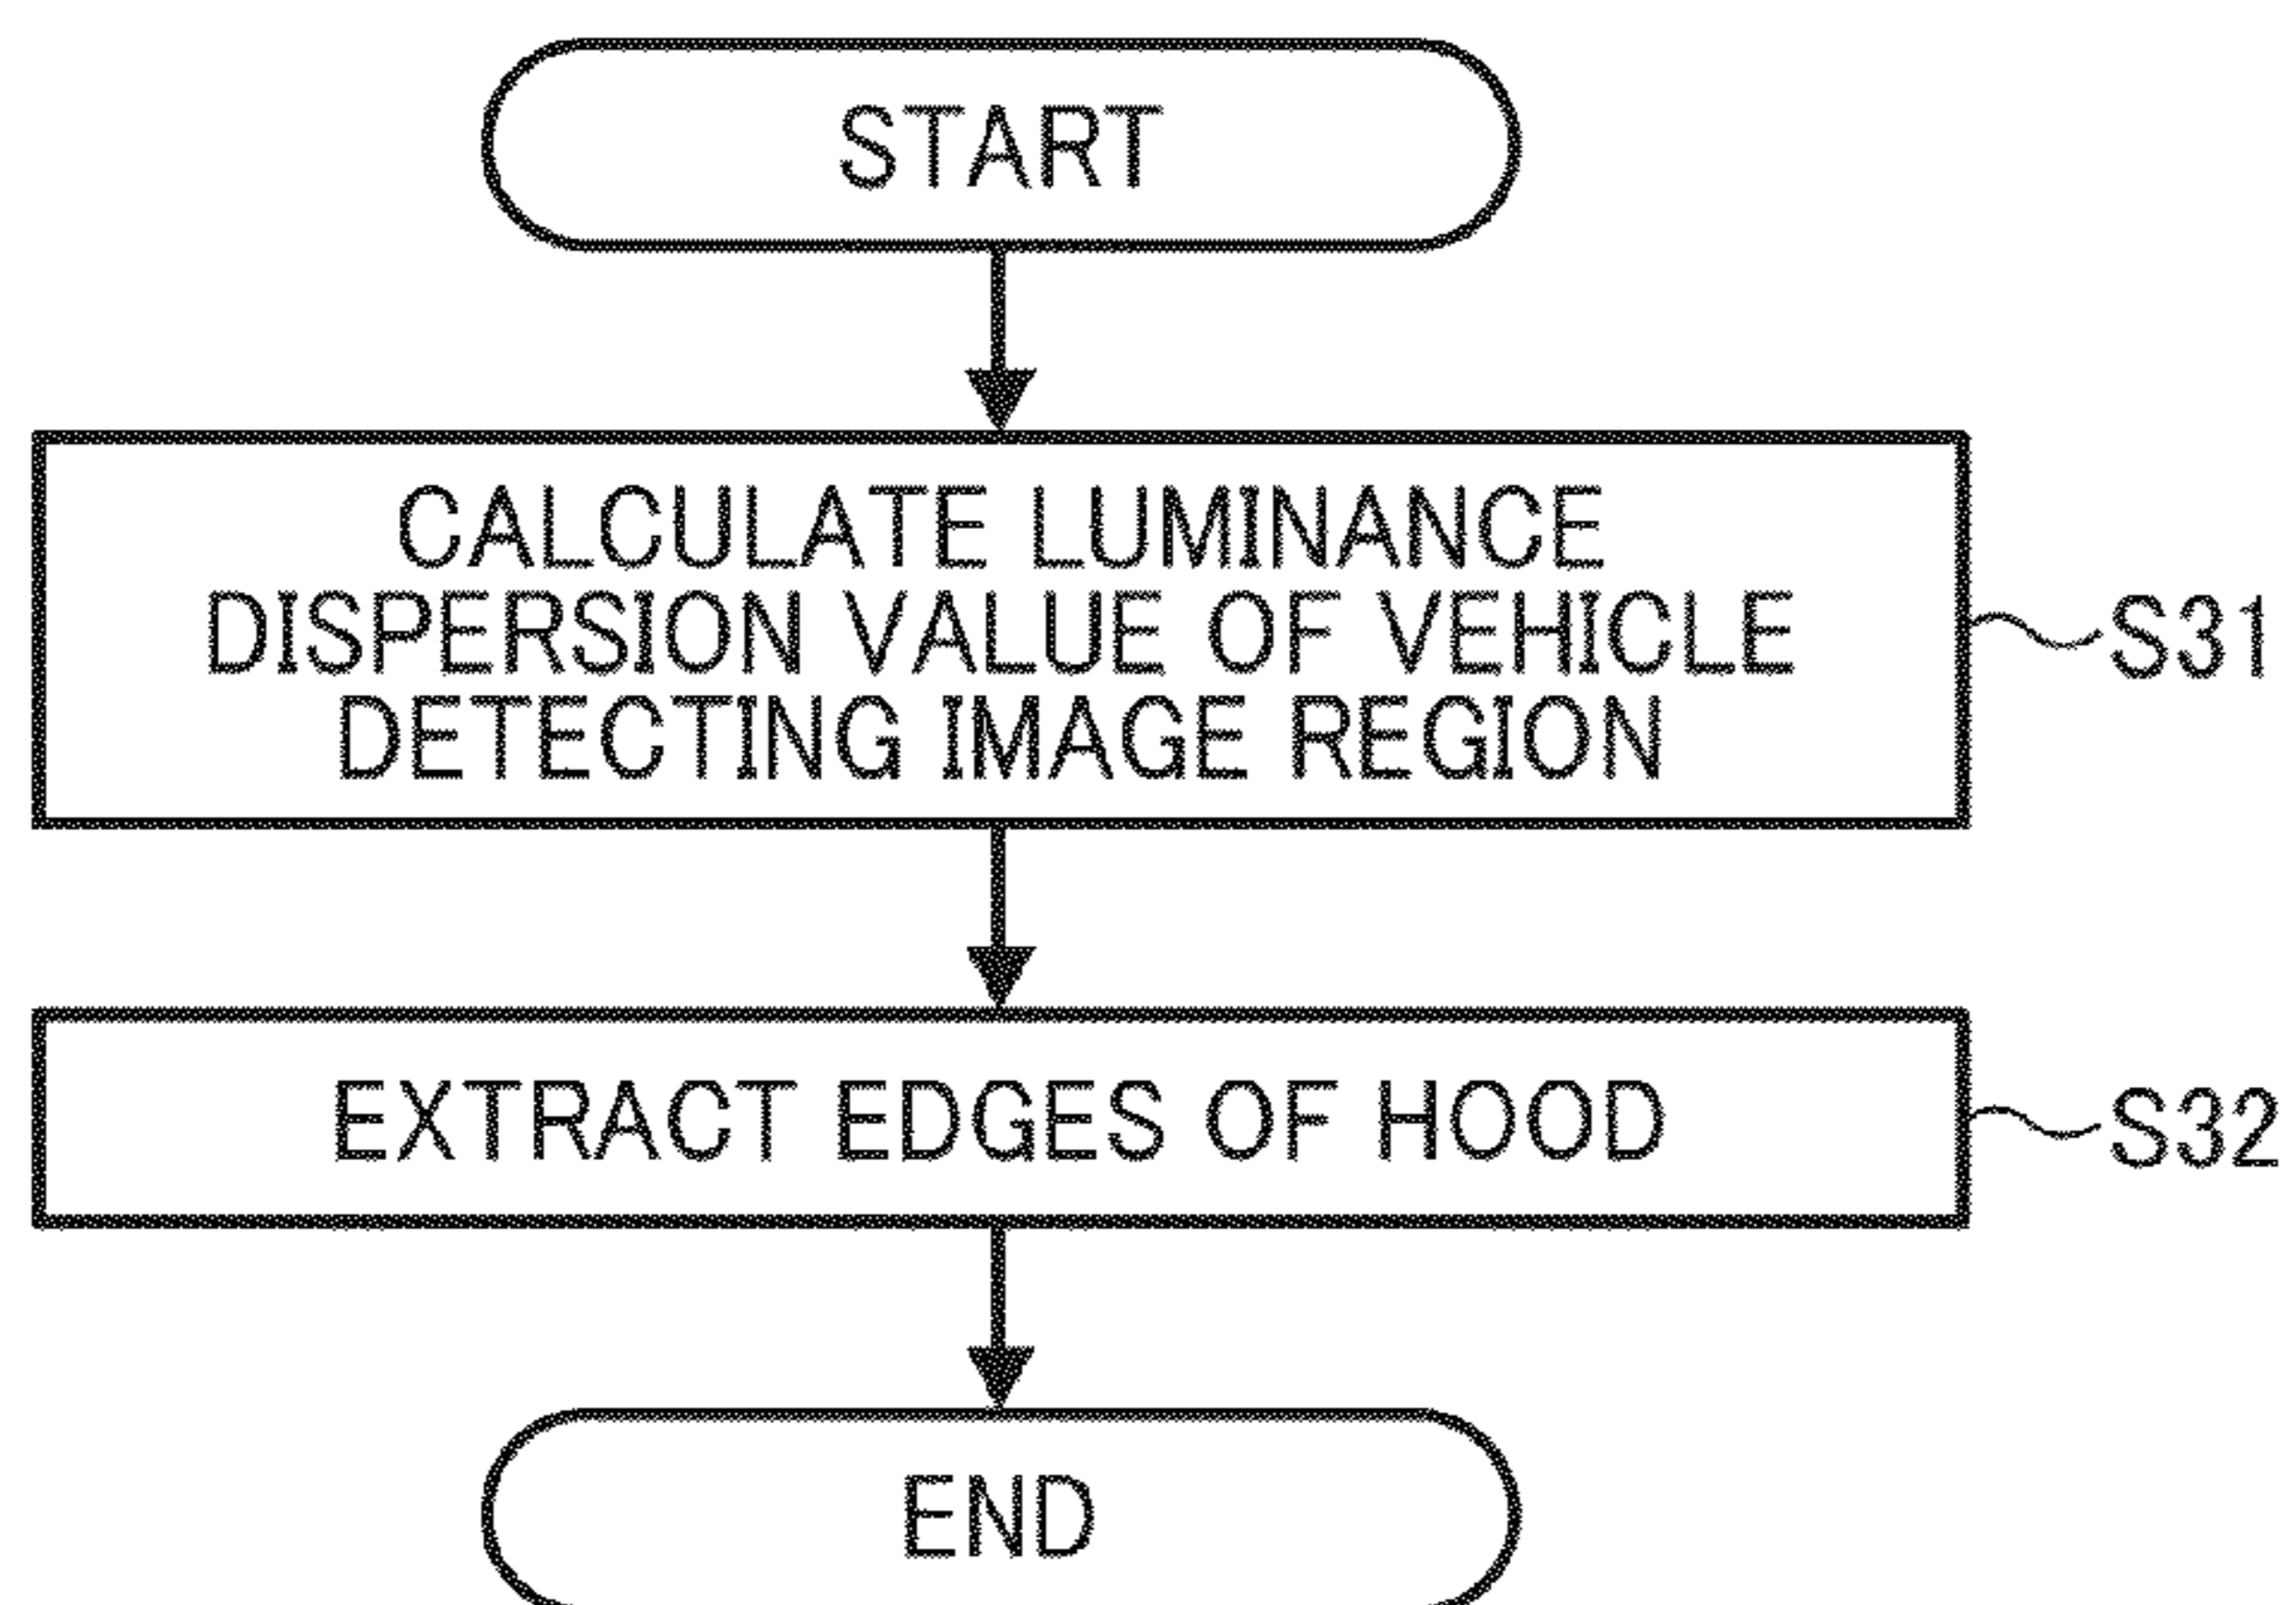 START
CALCULATE LUMINANCE
DISPERSION VALUE OF VEHICLE
DETECTING IMAGE REGION
S31
EXTRACT EDGES OF HOOD
S32
END